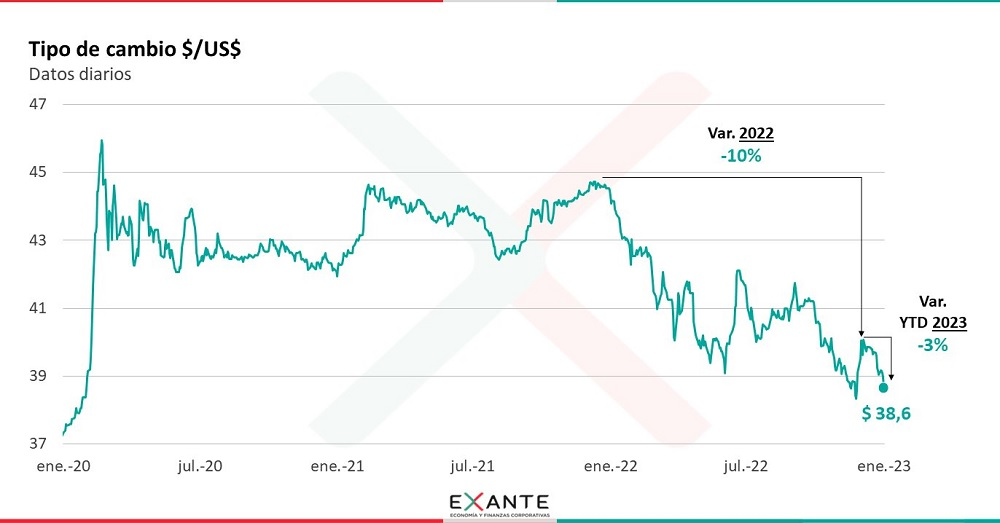 Tipo de cambio $/US$
Datos diarios
47
45
43
41
39
37
ene.-20
jul.-20
ene.-21
jul.-21
ene.-22
jul.-22
ene.-23
Var. 2022
-10%
Var.
YTD 2023
-3%
$ 38,6
EXANTE
ECONOMÍA Y FINANZAS CORPORATIVAS